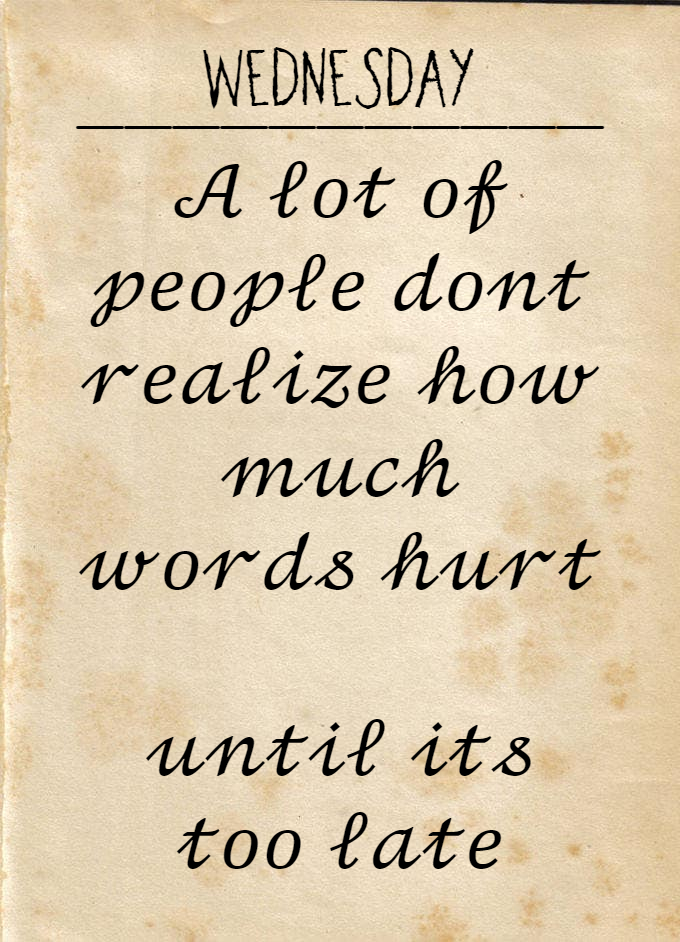 WEDNESDAY
A lot of
people dont
realize how
much
words hurt
until its
too late